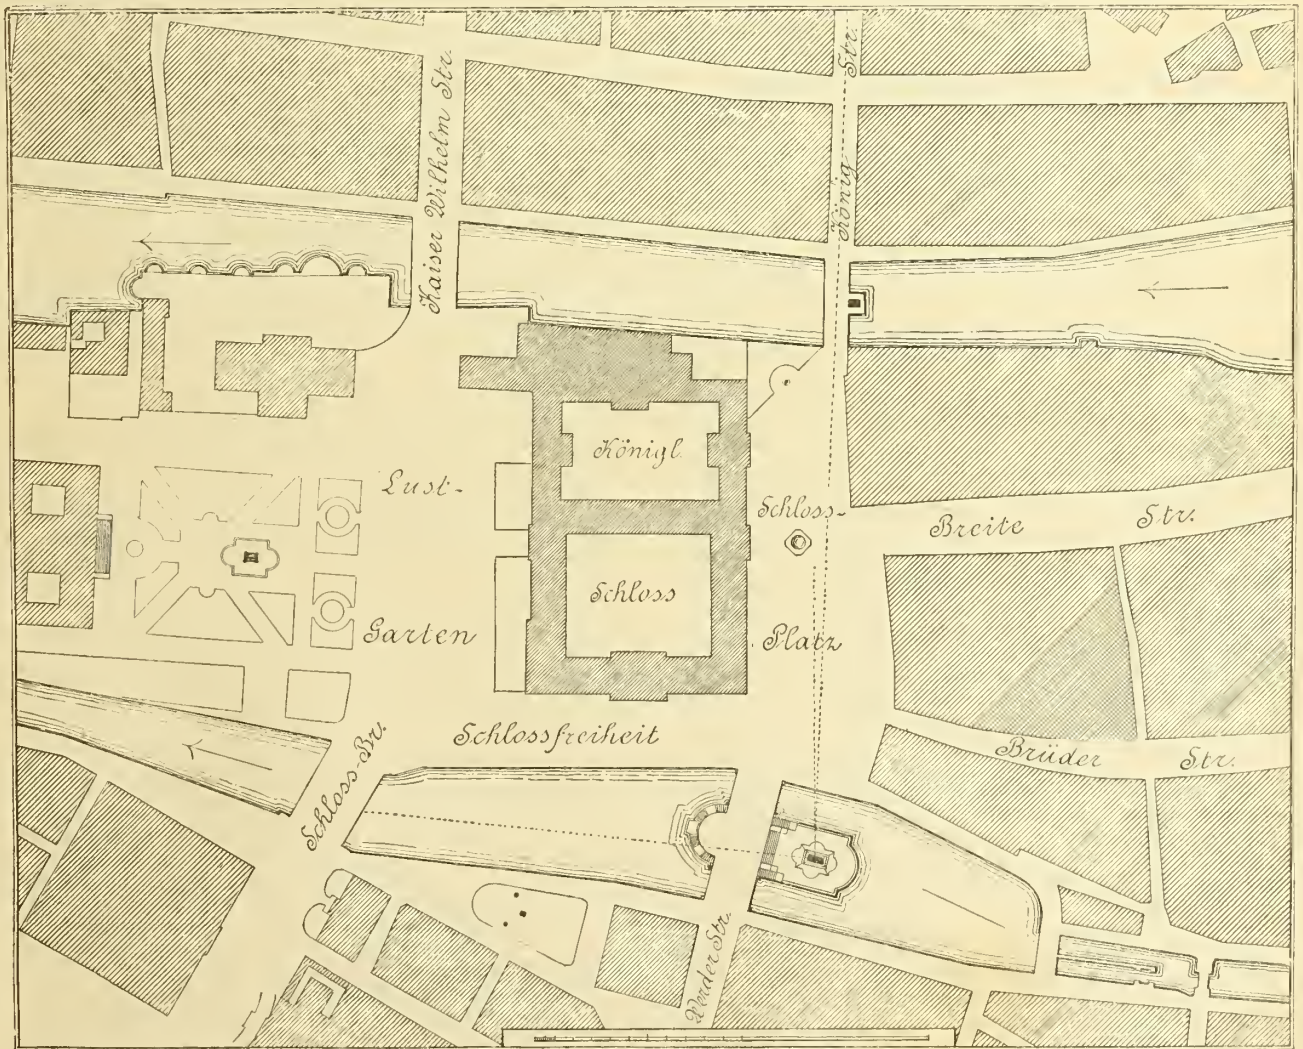 Kaiser Wilhelm Str.
König Str.
Königl.
Schloss
Lust-
Garten
Schloss-
Platz
Breite Str.
Schlossfreiheit
Schloss-Br.
Brüder Str.
Werder Str.